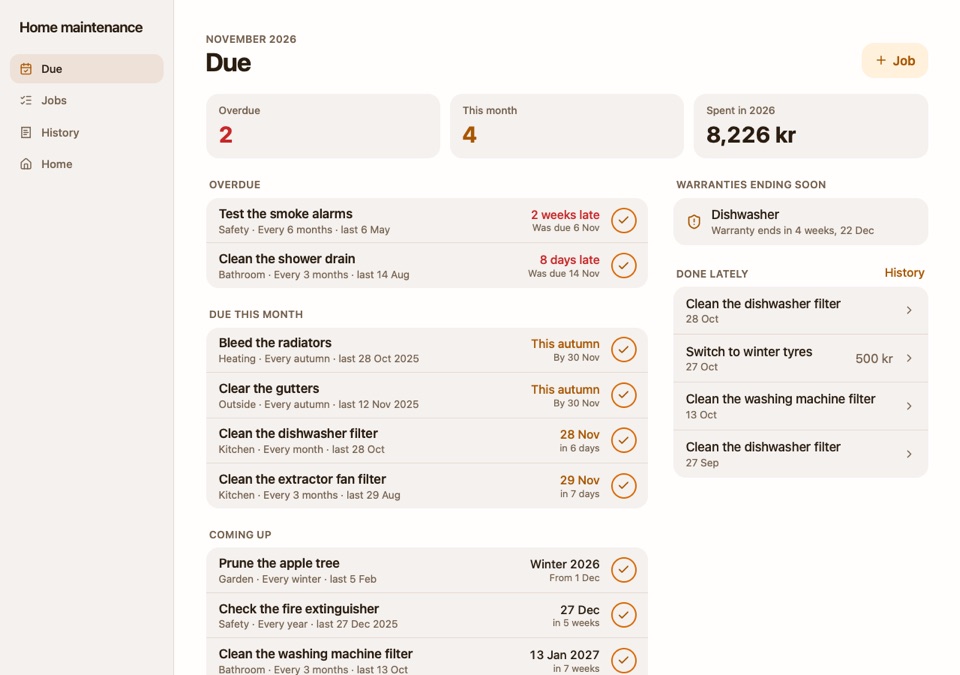 Home maintenance
Due
Jobs
History
Home
NOVEMBER 2026
Due
+ Job
Overdue
2
This month
4
Spent in 2026
8,226 kr
OVERDUE
Test the smoke alarms
Safety · Every 6 months · last 6 May
2 weeks late
Was due 6 Nov
Clean the shower drain
Bathroom · Every 3 months · last 14 Aug
8 days late
Was due 14 Nov
DUE THIS MONTH
Bleed the radiators
Heating · Every autumn · last 28 Oct 2025
This autumn
By 30 Nov
Clear the gutters
Outside · Every autumn · last 12 Nov 2025
This autumn
By 30 Nov
Clean the dishwasher filter
Kitchen · Every month · last 28 Oct
28 Nov
in 6 days
Clean the extractor fan filter
Kitchen · Every 3 months · last 29 Aug
29 Nov
in 7 days
COMING UP
Prune the apple tree
Garden · Every winter · last 5 Feb
Winter 2026
From 1 Dec
Check the fire extinguisher
Safety · Every year · last 27 Dec 2025
27 Dec
in 5 weeks
Clean the washing machine filter
Bathroom · Every 3 months · last 13 Oct
13 Jan 2027
in 7 weeks
WARRANTIES ENDING SOON
Dishwasher
Warranty ends in 4 weeks, 22 Dec
DONE LATELY
History
Clean the dishwasher filter
28 Oct
Switch to winter tyres
27 Oct
500 kr
Clean the washing machine filter
13 Oct
Clean the dishwasher filter
27 Sep